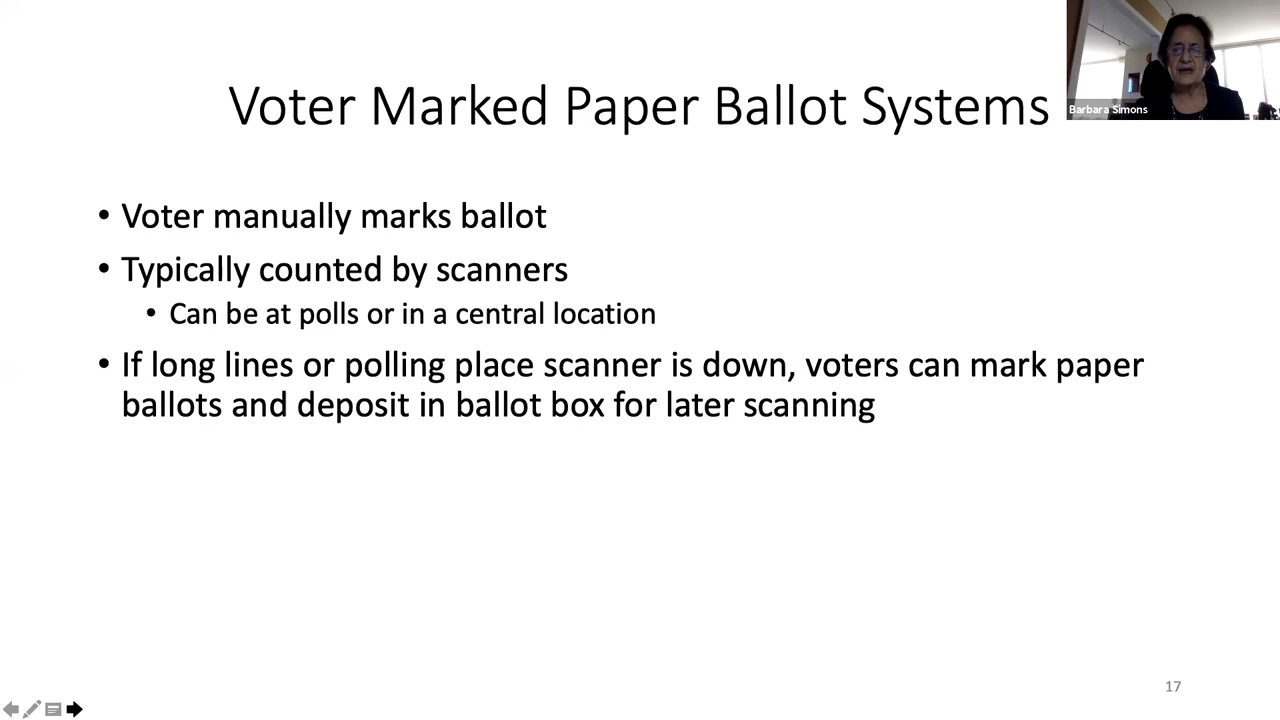 Voter Marked Paper Ballot Systems
Barbara Simons
• Voter manually marks ballot
• Typically counted by scanners
• Can be at polls or in a central location
• If long lines or polling place scanner is down, voters can mark paper
ballots and deposit in ballot box for later scanning
17